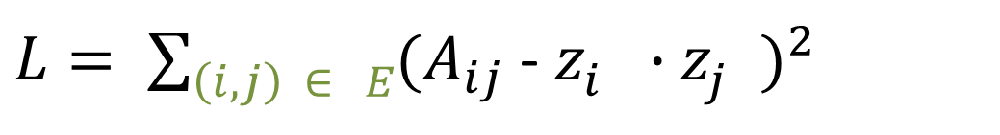 L = ∑(i,j) ∈ E(Aij - zi · zj )2